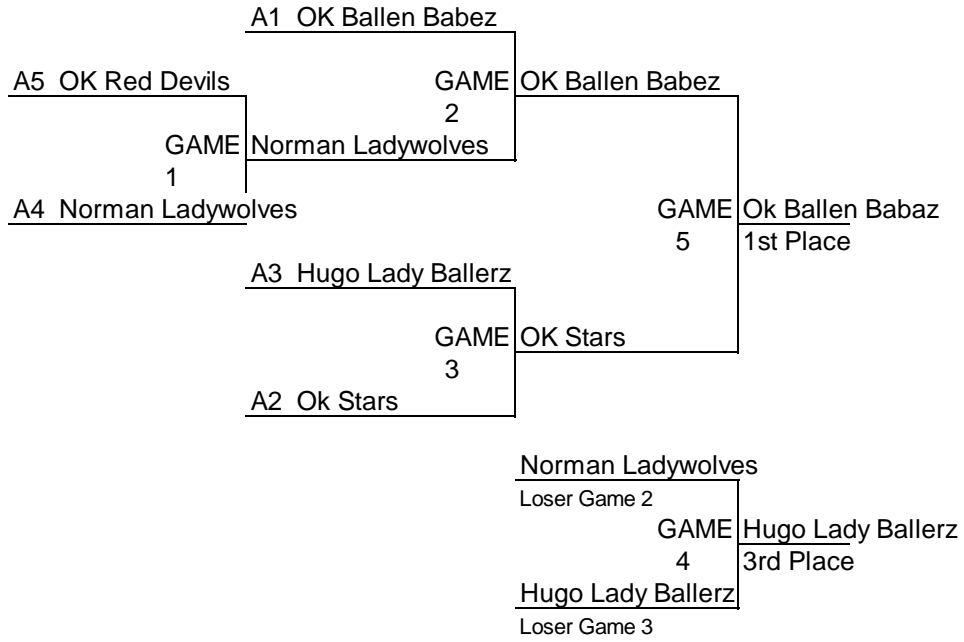 A1 OK Ballen Babez
A5 OK Red Devils
GAME OK Ballen Babez
2
GAME Norman Ladywolves
1
A4 Norman Ladywolves
GAME Ok Ballen Babaz
5 1st Place
A3 Hugo Lady Ballerz
GAME OK Stars
3
A2 Ok Stars
Norman Ladywolves
Loser Game 2
GAME Hugo Lady Ballerz
4 3rd Place
Hugo Lady Ballerz
Loser Game 3